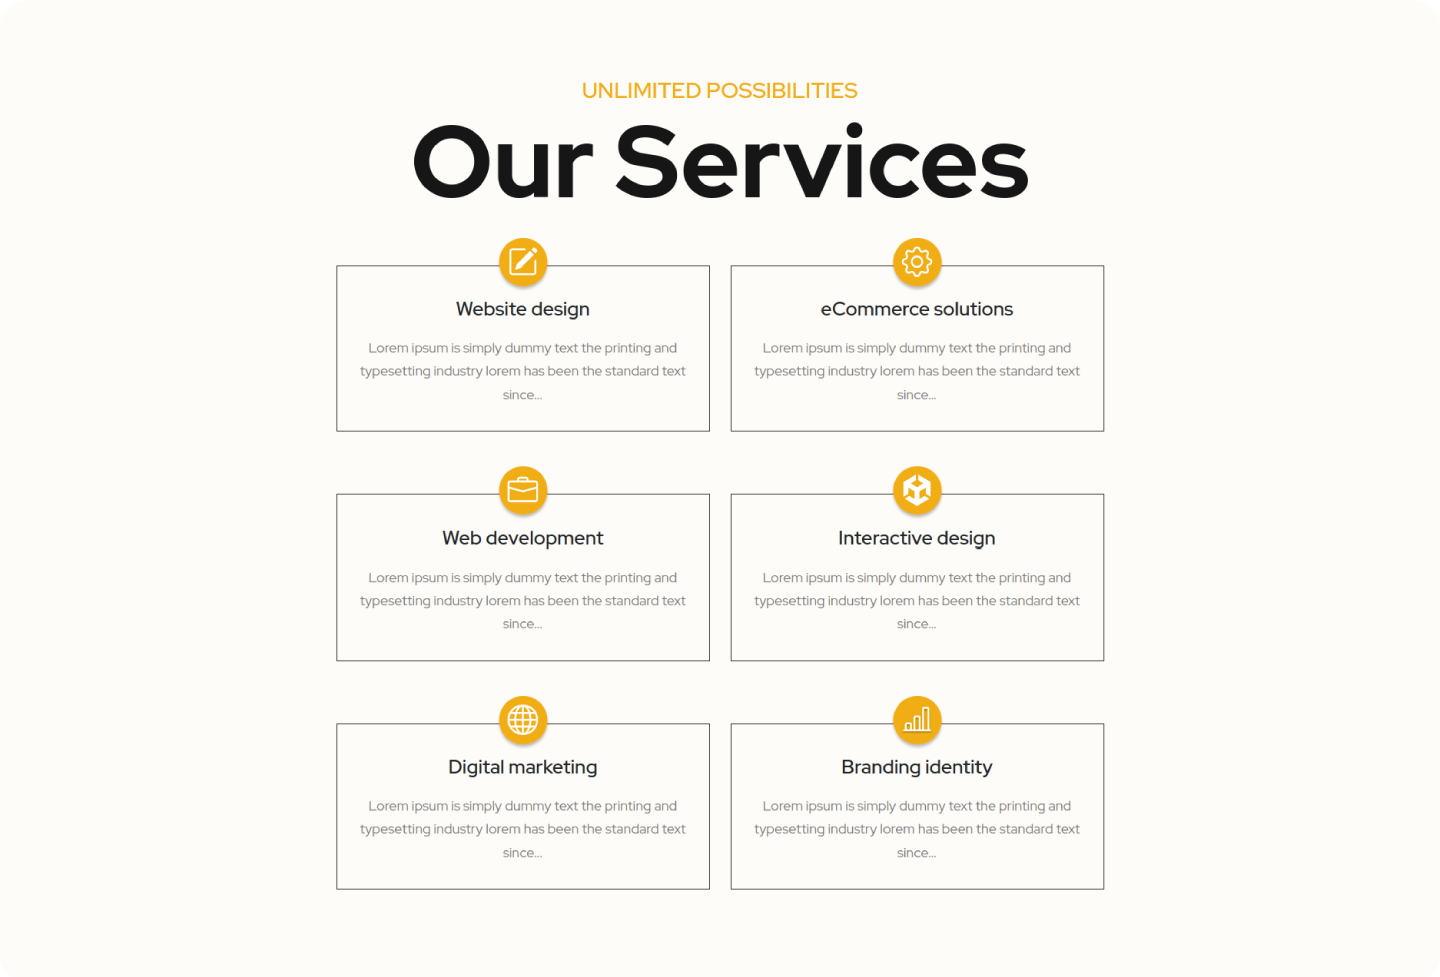 UNLIMITED POSSIBILITIES
Our Services
Website design
Lorem ipsum is simply dummy text the printing and
typesetting industry lorem has been the standard text
since...
eCommerce solutions
Lorem ipsum is simply dummy text the printing and
typesetting industry lorem has been the standard text
since...
Web development
Lorem ipsum is simply dummy text the printing and
typesetting industry lorem has been the standard text
since...
Interactive design
Lorem ipsum is simply dummy text the printing and
typesetting industry lorem has been the standard text
since...
Digital marketing
Lorem ipsum is simply dummy text the printing and
typesetting industry lorem has been the standard text
since...
Branding identity
Lorem ipsum is simply dummy text the printing and
typesetting industry lorem has been the standard text
since...